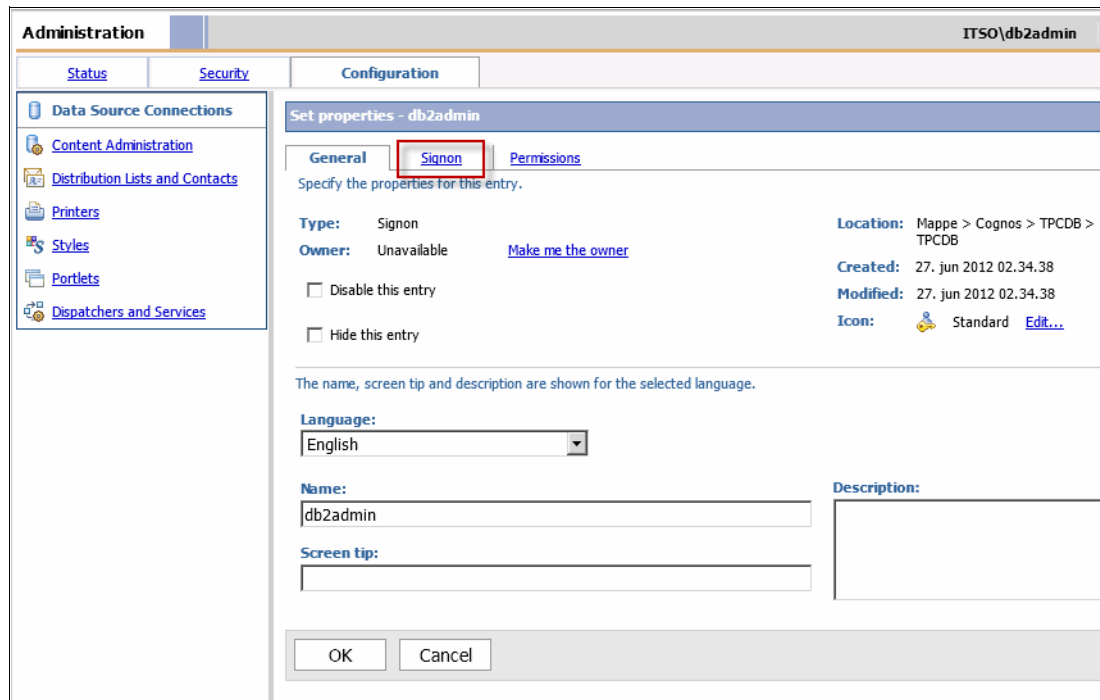 Administration
ITSO\db2admin
Status
Security
Configuration
Data Source Connections
Content Administration
Distribution Lists and Contacts
Printers
Styles
Portlets
Dispatchers and Services
Set properties - db2admin
General
Signon
Permissions
Specify the properties for this entry.
Type: Signon
Owner: Unavailable Make me the owner
Disable this entry
Hide this entry
Location: Mappe > Cognos > TPCDB >
TPCDB
Created: 27. jun 2012 02.34.38
Modified: 27. jun 2012 02.34.38
Icon: Standard Edit...
The name, screen tip and description are shown for the selected language.
Language:
English
Name:
db2admin
Description:
Screen tip:
OK
Cancel